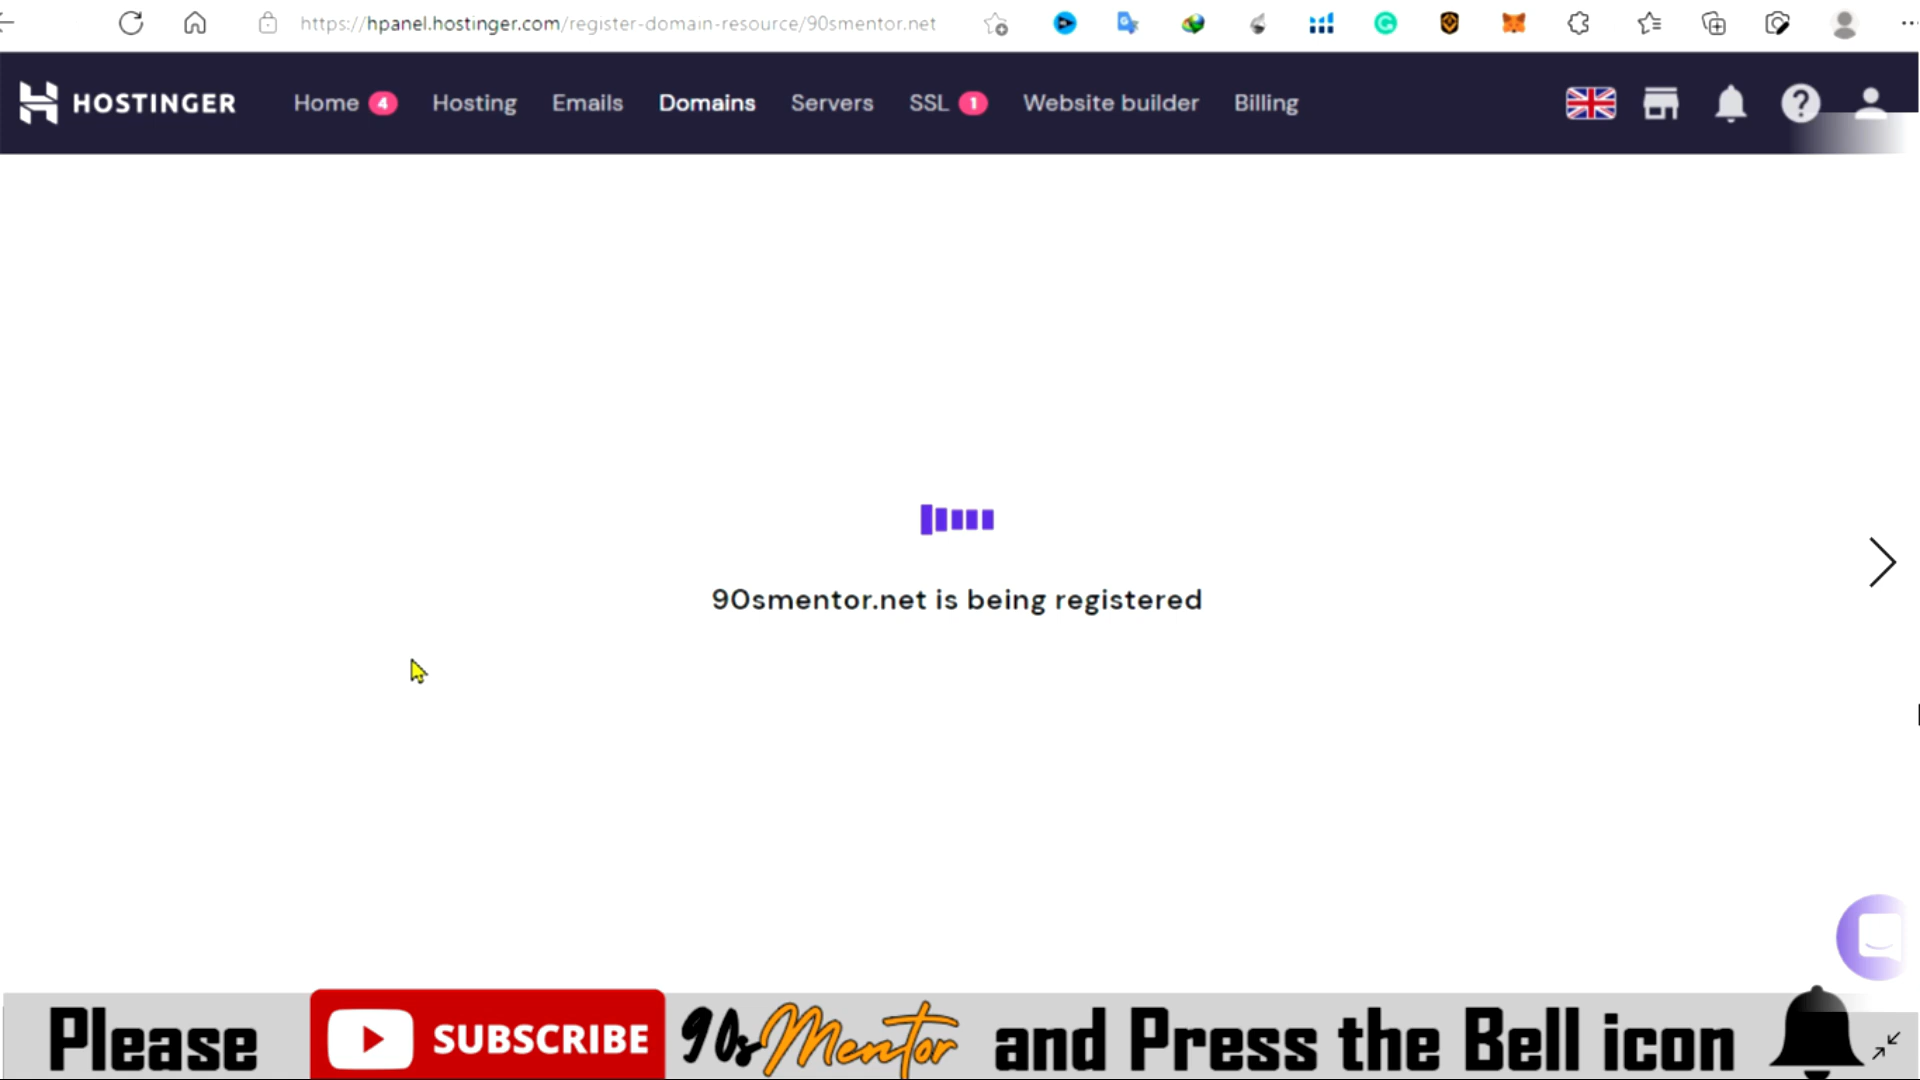 https://hpanel.hostinger.com/register-domain-resource/90smentor.net
HOSTINGER Home 4 Hosting Emails Domains Servers SSL 1 Website builder Billing
90smentor.net is being registered
Please SUBSCRIBE 90s Mentor and Press the Bell icon